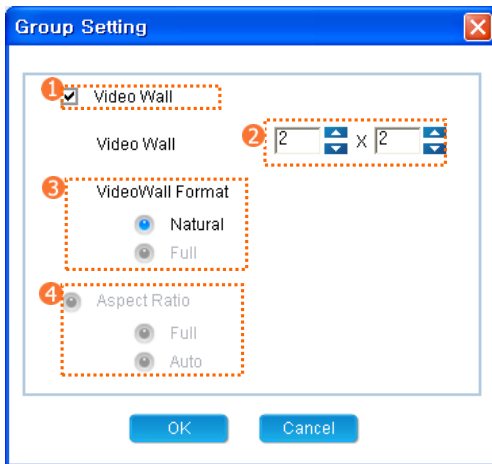 Group Setting
1 Video Wall
Video Wall 2 2 X 2
3 VideoWall Format
Natural
Full
4 Aspect Ratio
Full
Auto
OK Cancel